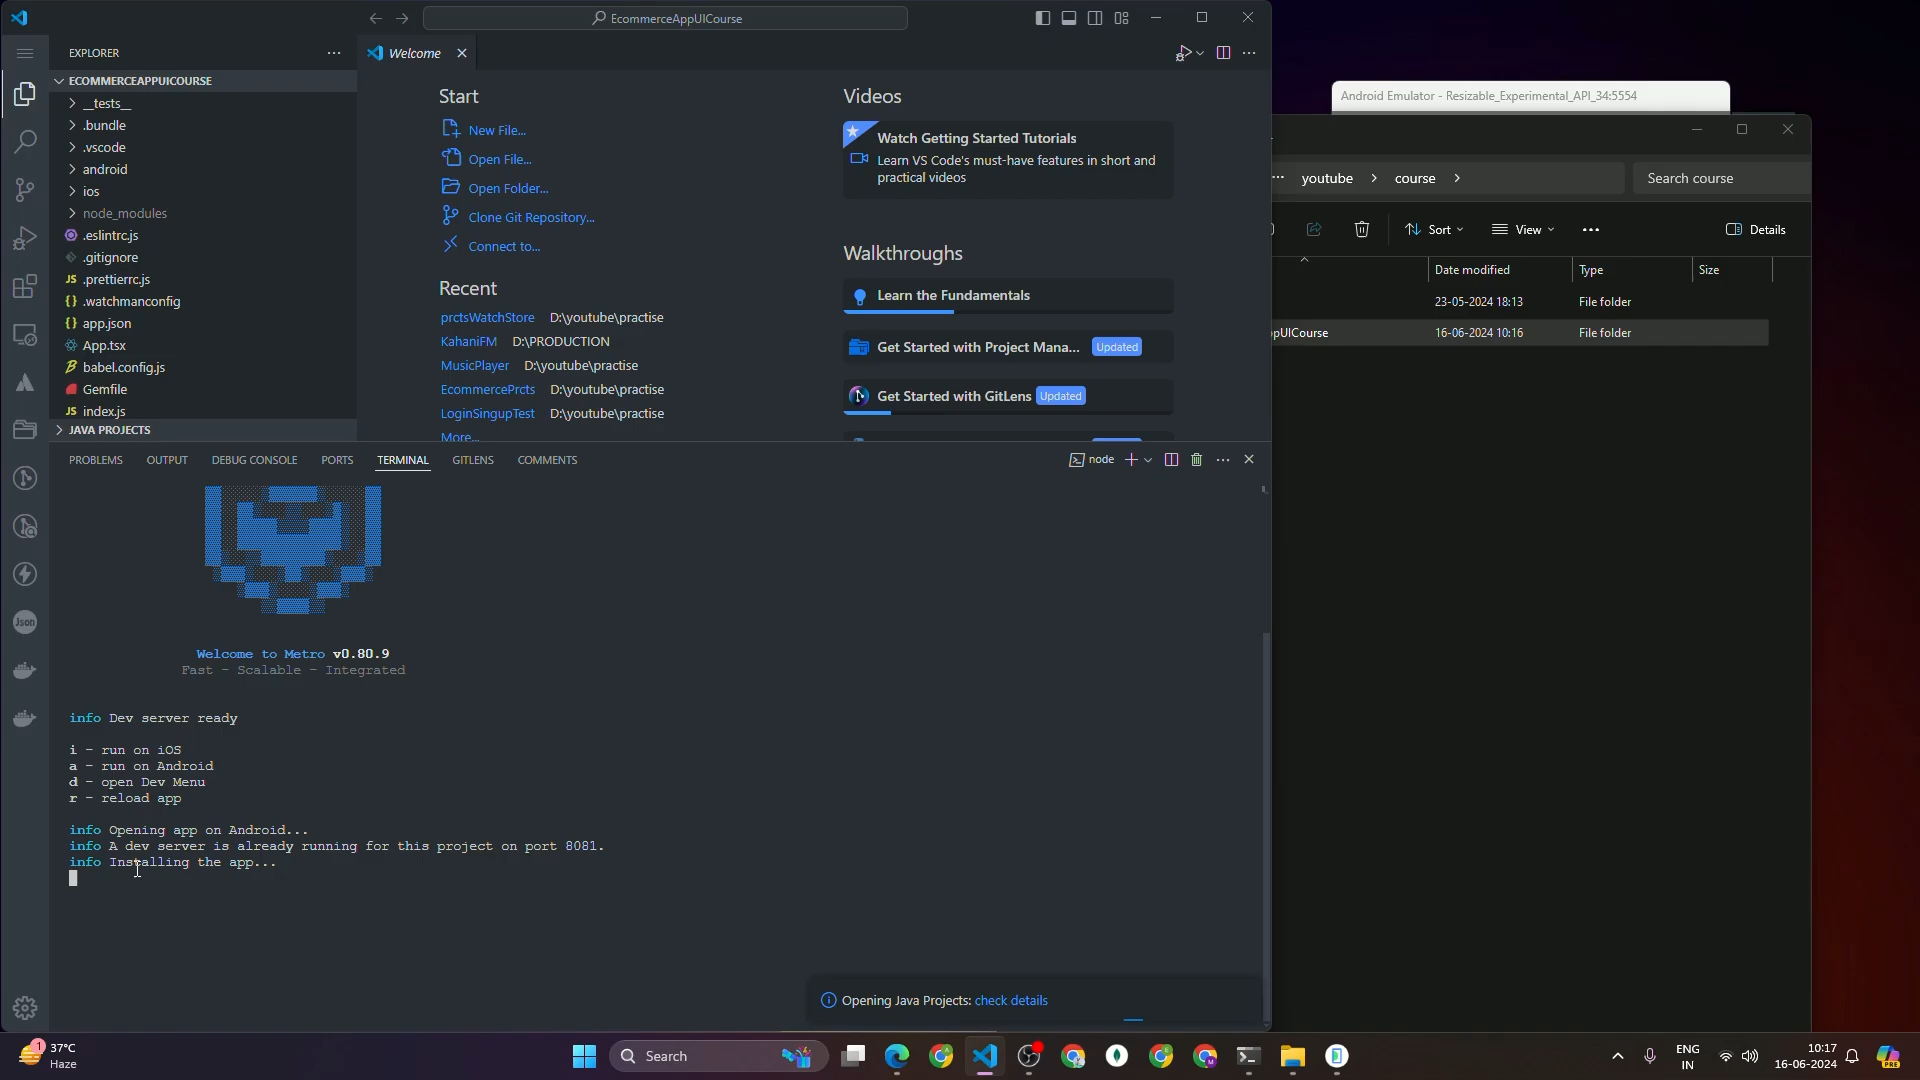 EcommerceAppUICourse
EXPLORER
Welcome
ECOMMERCEAPPUICOURSE
__tests__
.bundle
.vscode
android
ios
node_modules
.eslintrc.js
.gitignore
JS .prettierrc.js
{} .watchmanconfig
{} app.json
App.tsx
babel.config.js
Gemfile
JS index.js
JAVA PROJECTS
Start
New File...
Open File...
Open Folder...
Clone Git Repository...
Connect to...
Recent
prctsWatchStore D:\youtube\practise
KahaniFM D:\PRODUCTION
MusicPlayer D:\youtube\practise
EcommercePrcts D:\youtube\practise
LoginSingupTest D:\youtube\practise
More...
Videos
Watch Getting Started Tutorials
Learn VS Code's must-have features in short and
practical videos
Walkthroughs
Learn the Fundamentals
Get Started with Project Mana... Updated
Get Started with GitLens Updated
PROBLEMS OUTPUT DEBUG CONSOLE PORTS TERMINAL GITLENS COMMENTS
node
Welcome to Metro v0.80.9
Fast - Scalable - Integrated
info Dev server ready
i - run on iOS
a - run on Android
d - open Dev Menu
r - reload app
info Opening app on Android...
info A dev server is already running for this project on port 8081.
info Installing the app...
Opening Java Projects: check details
Json
Android Emulator - Resizable_Experimental_API_34:5554
youtube > course >
Search course
Sort View Details
Date modified Type Size
23-05-2024 18:13 File folder
pUICourse 16-06-2024 10:16 File folder
1 37°C
Haze
Search
ENG
IN
10:17
16-06-2024
PRE